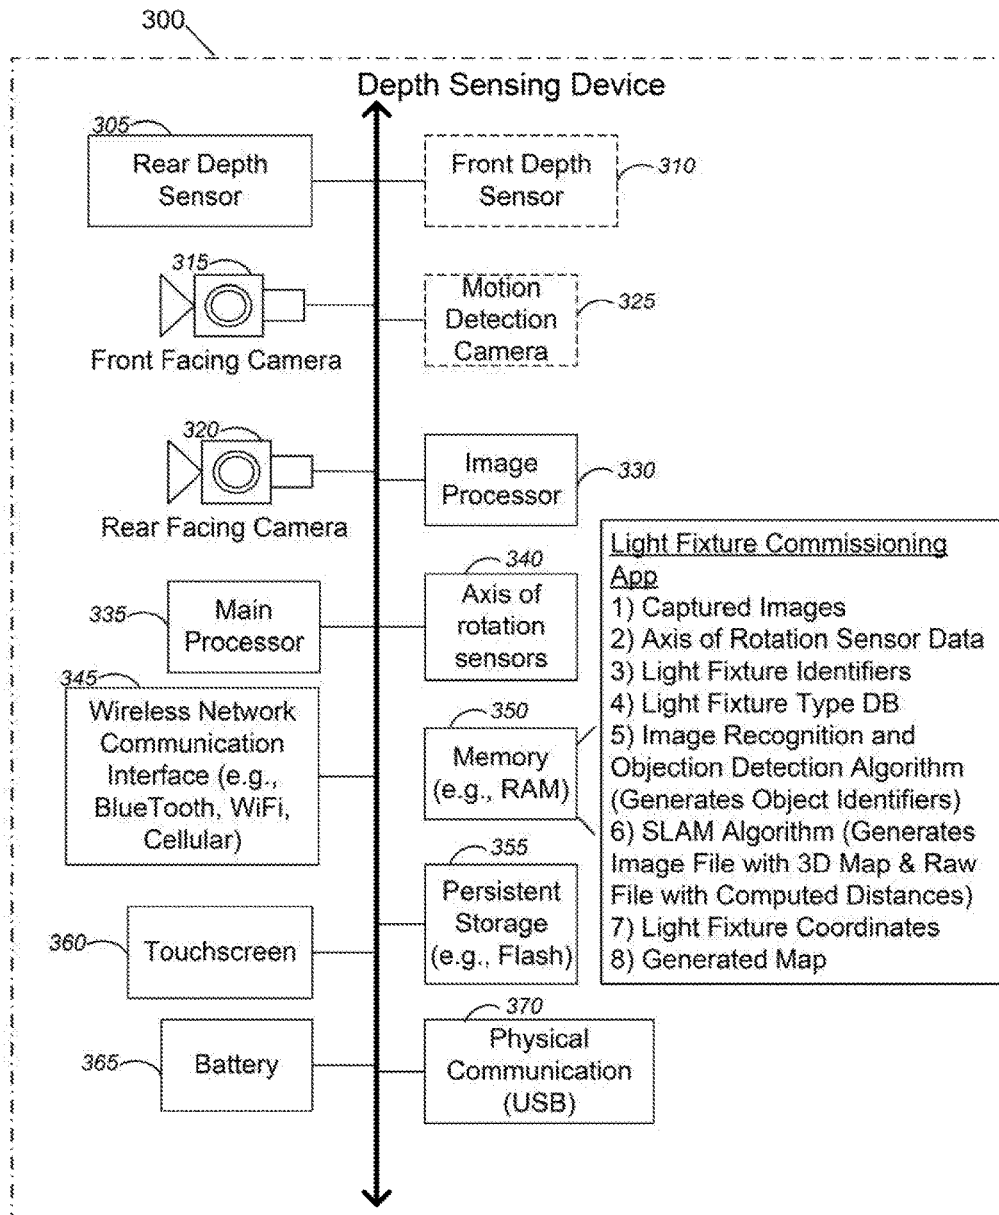 300
Depth Sensing Device
305
Rear Depth
Sensor
Front Depth
Sensor
310
315
Front Facing Camera
Motion
Detection
Camera
325
320
Rear Facing Camera
Image
Processor
330
335
Main
Processor
340
Axis of
rotation
sensors
345
Wireless Network
Communication
Interface (e.g.,
BlueTooth, WiFi,
Cellular)
350
Memory
(e.g., RAM)
Light Fixture Commissioning
App
1) Captured Images
2) Axis of Rotation Sensor Data
3) Light Fixture Identifiers
4) Light Fixture Type DB
5) Image Recognition and
Objection Detection Algorithm
(Generates Object Identifiers)
6) SLAM Algorithm (Generates
Image File with 3D Map & Raw
File with Computed Distances)
7) Light Fixture Coordinates
8) Generated Map
355
Persistent
Storage
(e.g., Flash)
360
Touchscreen
365
Battery
370
Physical
Communication
(USB)